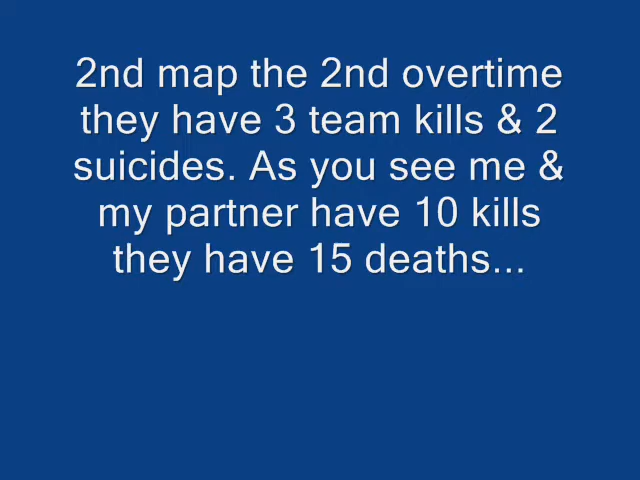 2nd map the 2nd overtime
they have 3 team kills & 2
suicides. As you see me &
my partner have 10 kills
they have 15 deaths...